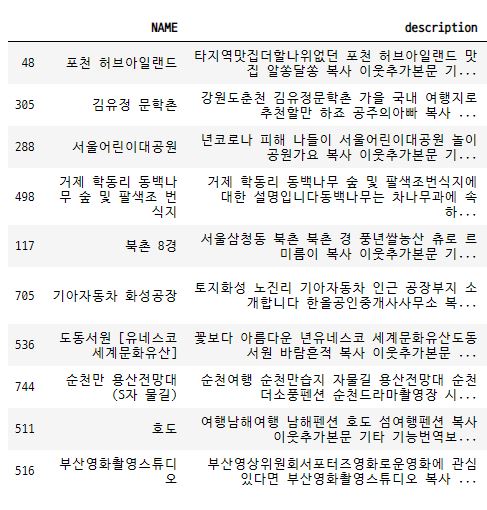 NAME description
48 포천 허브아일랜드 타지역맛집더할나위없던 포천 허브아일랜드 맛
집 알쏭달쏭 복사 이웃추가본문 기...
305 김유정 문학촌 강원도춘천 김유정문학촌 가을 국내 여행지로
추천할만 하죠 공주의아빠 복사 ...
288 서울어린이대공원 년코로나 피해 나들이 서울어린이대공원 놀이
공원가요 복사 이웃추가본문 기...
498 거제 학동리 동백나
무 숲 및 팔색조 번
식지 거제 학동리 동백나무 숲 및 팔색조번식지에
대한 설명입니다동백나무는 차나무과에 속
하...
117 북촌 8경 서울삼청동 북촌 북촌 경 풍년쌀농산 츄로 르
미름이 복사 이웃추가본문 기...
705 기아자동차 화성공장 토지화성 노진리 기아자동차 인근 공장부지 소
개합니다 한올공인중개사사무소 복...
536 도동서원 [유네스코
세계문화유산] 꽃보다 아름다운 년유네스코 세계문화유산도동
서원 바람흔적 복사 이웃추가본문 ...
744 순천만 용산전망대
(S자 물길) 순천여행 순천만습지 자물길 용산전망대 순천
더소풍펜션 순천드라마촬영장 시...
511 호도 여행남해여행 남해펜션 호도 섬여행펜션 복사
이웃추가본문 기타 기능번역보...
516 부산영화촬영스튜디
오 부산영상위원회서포터즈영화로운영화에 관심
있다면 부산영화촬영스튜디오 복사 ...